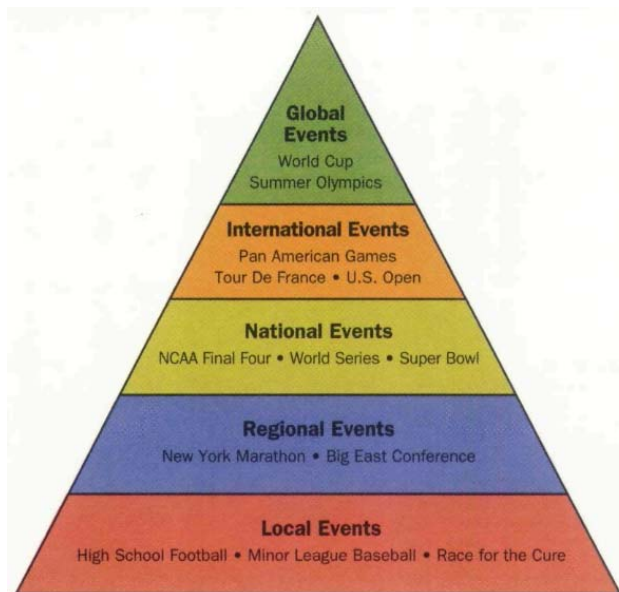 Global
Events
World Cup
Summer Olympics
International Events
Pan American Games
Tour De France • U.S. Open
National Events
NCAA Final Four • World Series • Super Bowl
Regional Events
New York Marathon • Big East Conference
Local Events
High School Football • Minor League Baseball • Race for the Cure